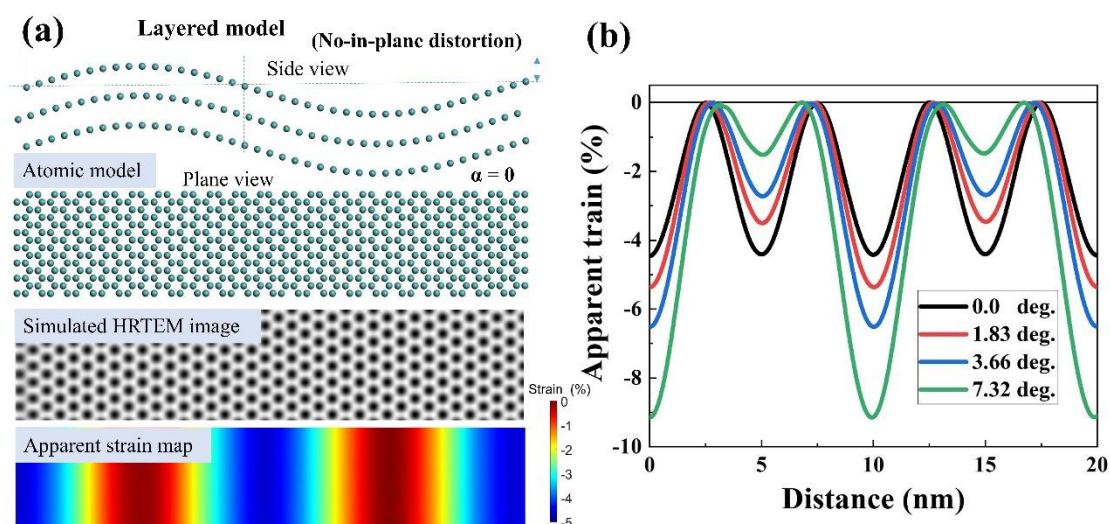 (a)
Layered model
(No-in-planc distortion)
Side view
Atomic model
Plane view
α = 0
Simulated HRTEM image
Strain (%)
0
-1
-2
-3
-4
-5
Apparent strain map
(b)
Apparent train (%)
0
-2
-4
-6
-8
-10
0.0 deg.
1.83 deg.
3.66 deg.
7.32 deg.
0 5 10 15 20
Distance (nm)